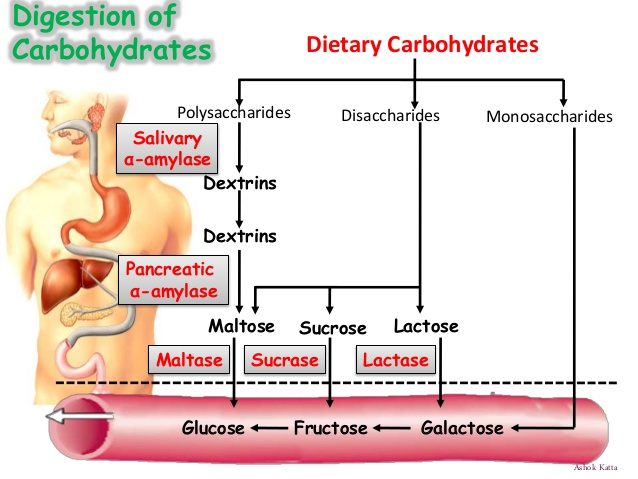 Digestion of
Carbohydrates
Dietary Carbohydrates
Polysaccharides
Disaccharides
Monosaccharides
Salivary
α-amylase
Dextrins
Dextrins
Pancreatic
α-amylase
Maltose
Sucrose
Lactose
Maltase
Sucrase
Lactase
Glucose
Fructose
Galactose
Ashok Katta